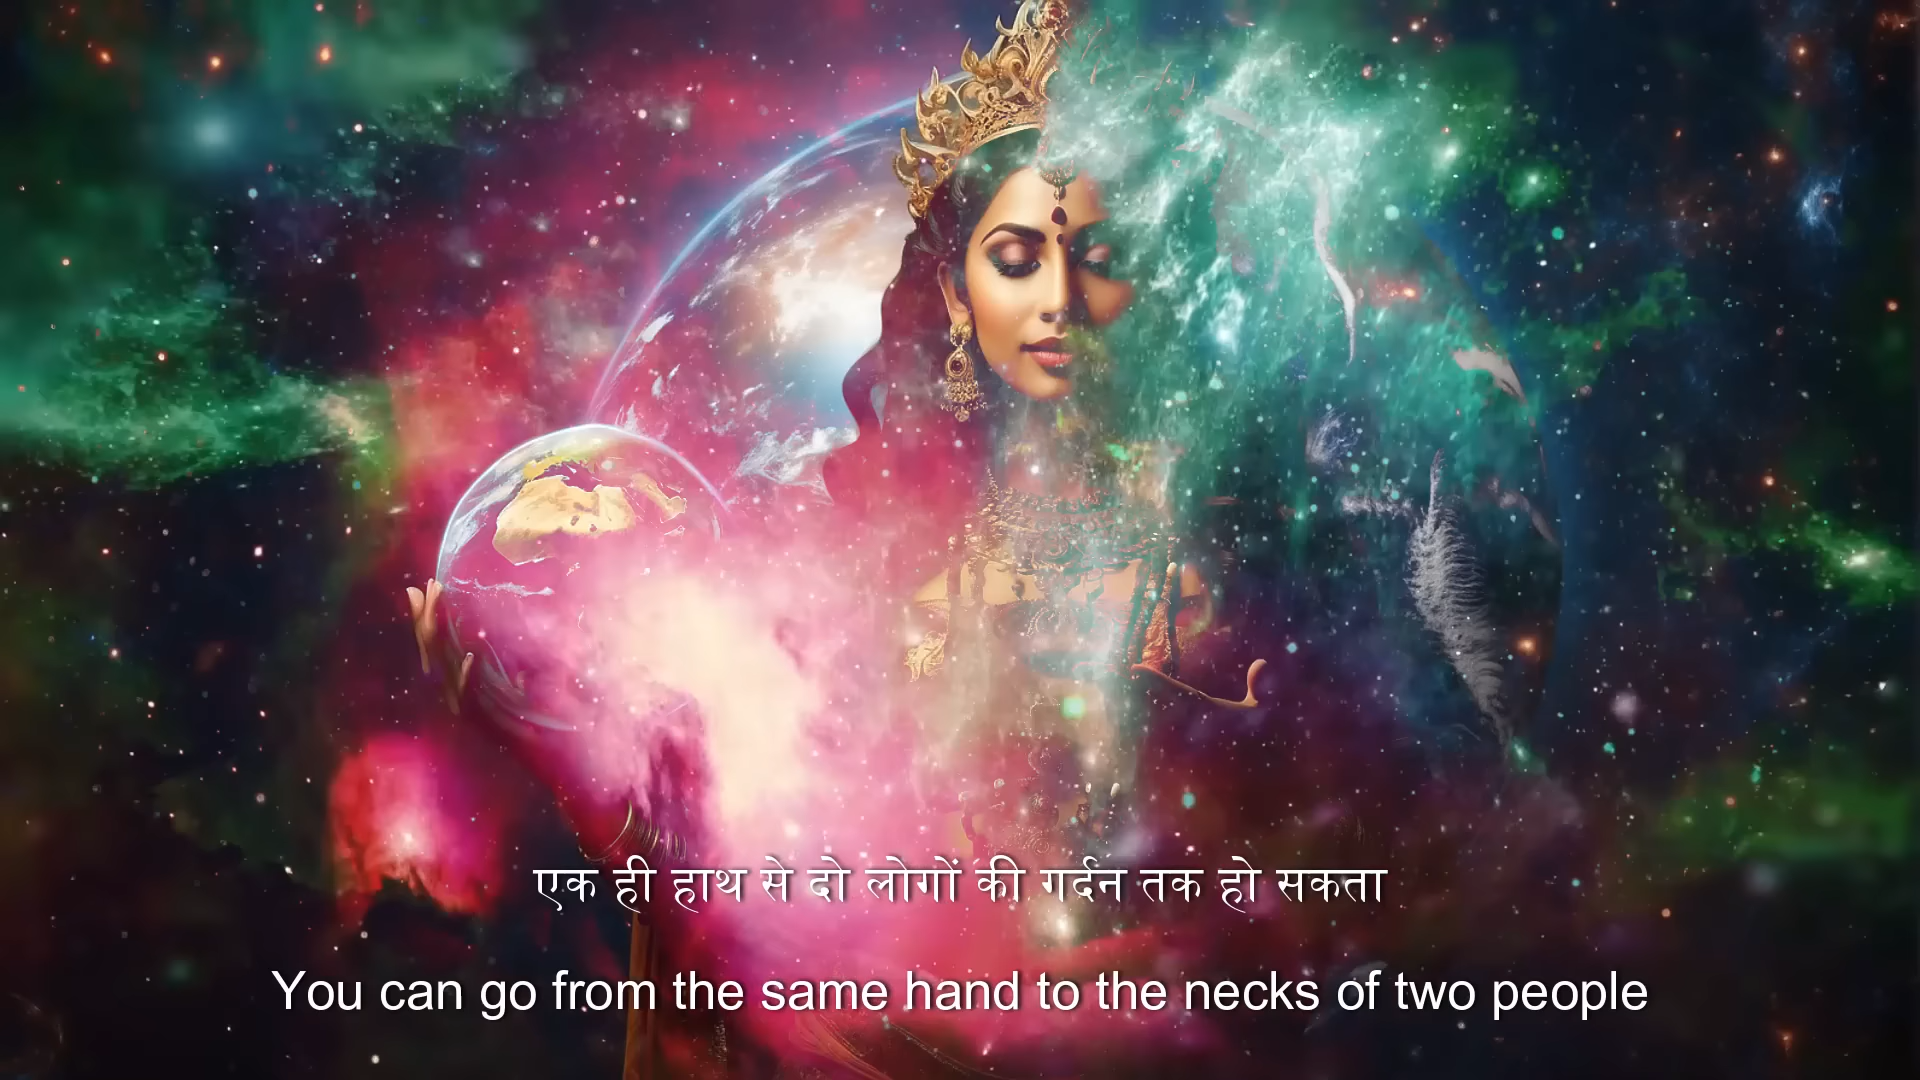 एक ही हाथ से दो लोगों की गर्दन तक हो सकता
You can go from the same hand to the necks of two people